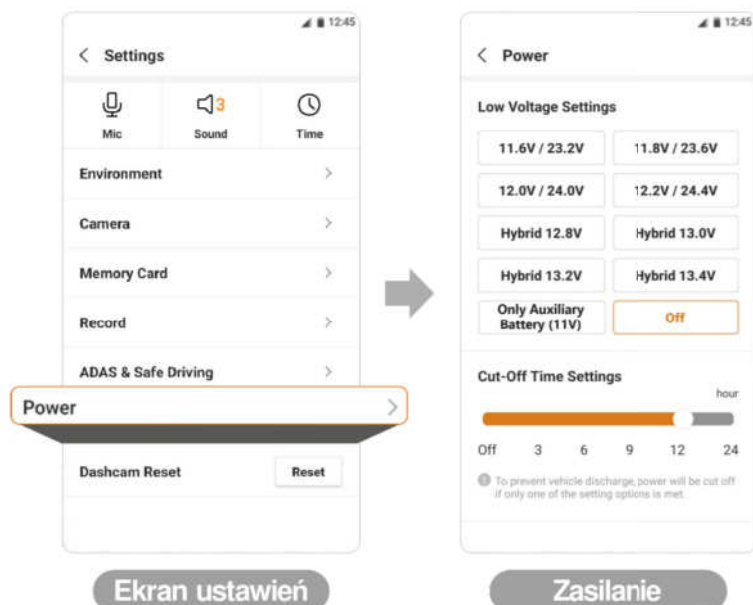 12:45
Settings
3
Mic
Sound
Time
Environment
Camera
Memory Card
Record
ADAS & Safe Driving
Power
Dashcam Reset
Reset
Ekran ustawień
12:45
Power
Low Voltage Settings
11.6V / 23.2V
11.8V / 23.6V
12.0V / 24.0V
12.2V / 24.4V
Hybrid 12.8V
Hybrid 13.0V
Hybrid 13.2V
Hybrid 13.4V
Only Auxiliary
Battery (11V)
Off
Cut-Off Time Settings
hour
Off 3 6 9 12 24
To prevent vehicle discharge, power will be cut off
if only one of the setting options is met.
Zasilanie